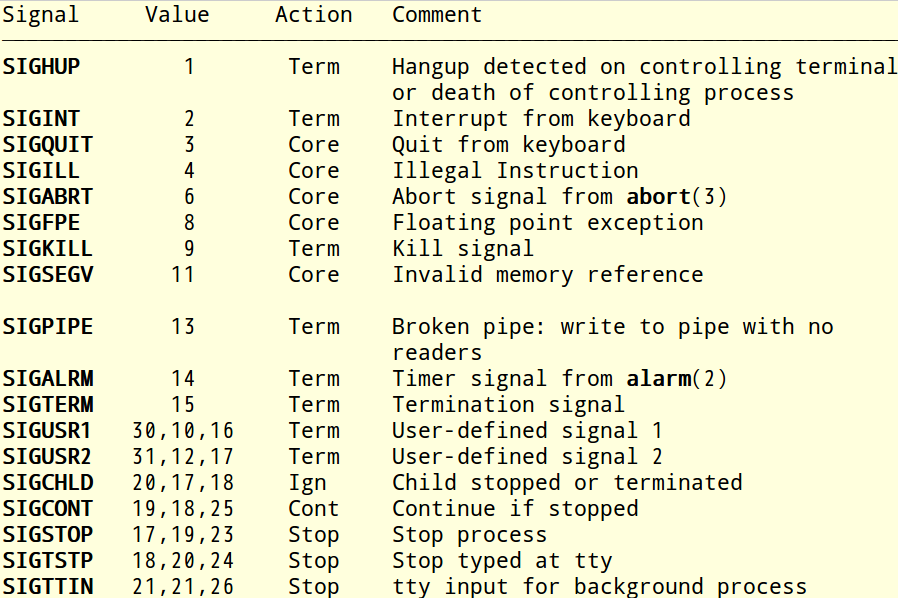 Signal Value Action Comment
SIGHUP 1 Term Hangup detected on controlling terminal
or death of controlling process
SIGINT 2 Term Interrupt from keyboard
SIGQUIT 3 Core Quit from keyboard
SIGILL 4 Core Illegal Instruction
SIGABRT 6 Core Abort signal from abort(3)
SIGFPE 8 Core Floating point exception
SIGKILL 9 Term Kill signal
SIGSEGV 11 Core Invalid memory reference
SIGPIPE 13 Term Broken pipe: write to pipe with no
readers
SIGALRM 14 Term Timer signal from alarm(2)
SIGTERM 15 Term Termination signal
SIGUSR1 30,10,16 Term User-defined signal 1
SIGUSR2 31,12,17 Term User-defined signal 2
SIGCHLD 20,17,18 Ign Child stopped or terminated
SIGCONT 19,18,25 Cont Continue if stopped
SIGSTOP 17,19,23 Stop Stop process
SIGTSTP 18,20,24 Stop Stop typed at tty
SIGTTIN 21,21,26 Stop tty input for background process